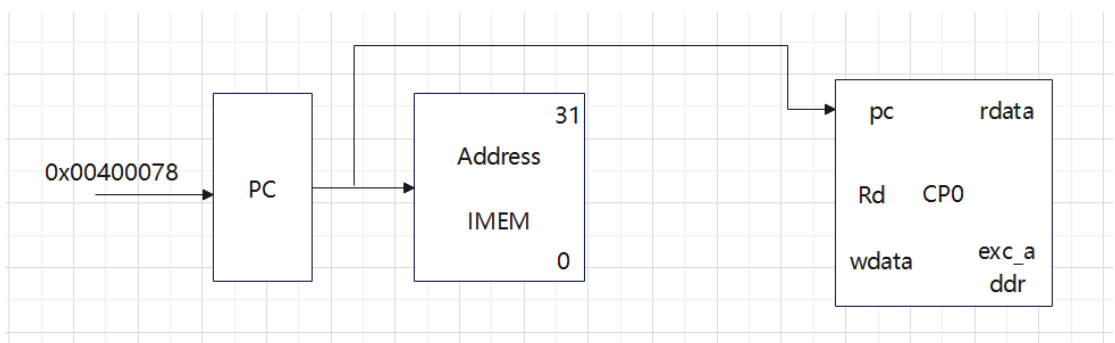 0x00400078
PC
31
Address
IMEM
0
pc
rdata
Rd
CP0
wdata
exc_a
ddr